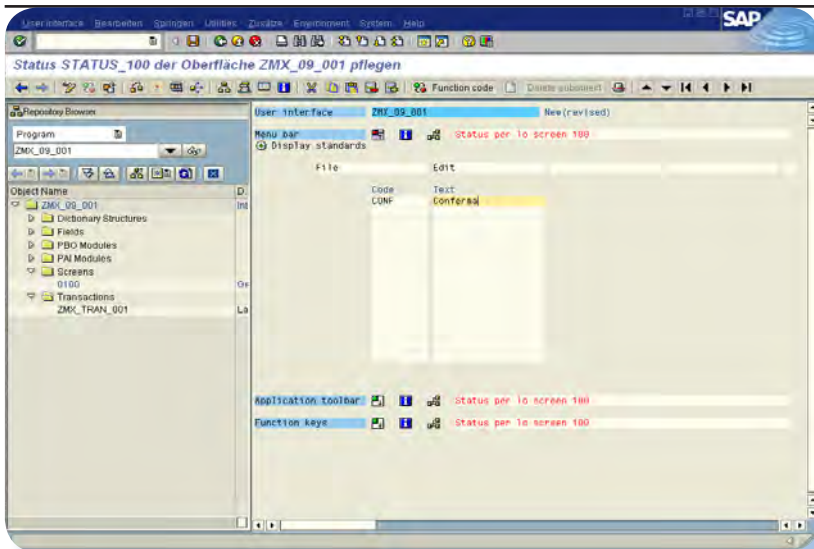 Userinterface Bearbeiten Springen Utilities Zusätze Environment System Help
SAP
Status STATUS_100 der Oberfläche ZMX_09_001 pflegen
Function code
Repository Browser
User interface ZMX_09_001 New(revised)
Program
Menu bar Status per lo screen 100
ZMX_09_001
Display standards
File Edit
Object Name D.
Code Text
ZMX_09_001 Int
CONF Conferma
Dictionary Structures
Fields
PBO Modules
PAI Modules
Screens
0100
Transactions
ZMX_TRAN_001 La
Application toolbar Status per lo screen 100
Function keys Status per lo screen 100